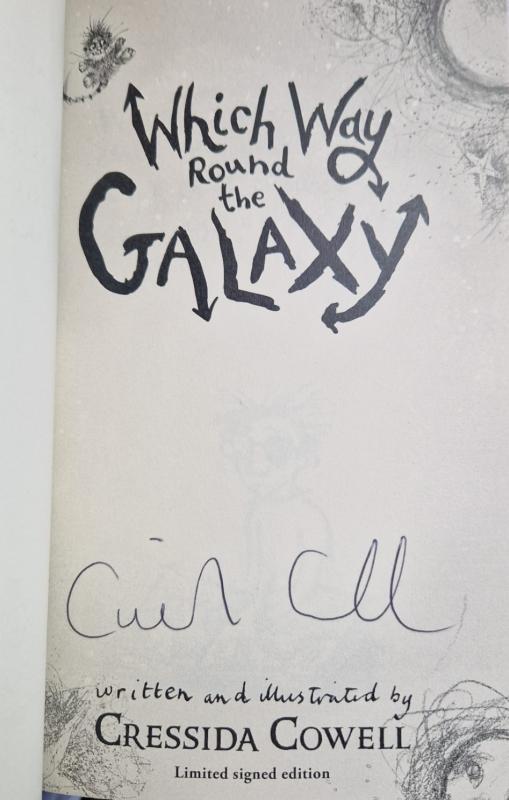 Which Way
Round
the
GALAXY
written and illustrated by
CRESSIDA COWELL
Limited signed edition